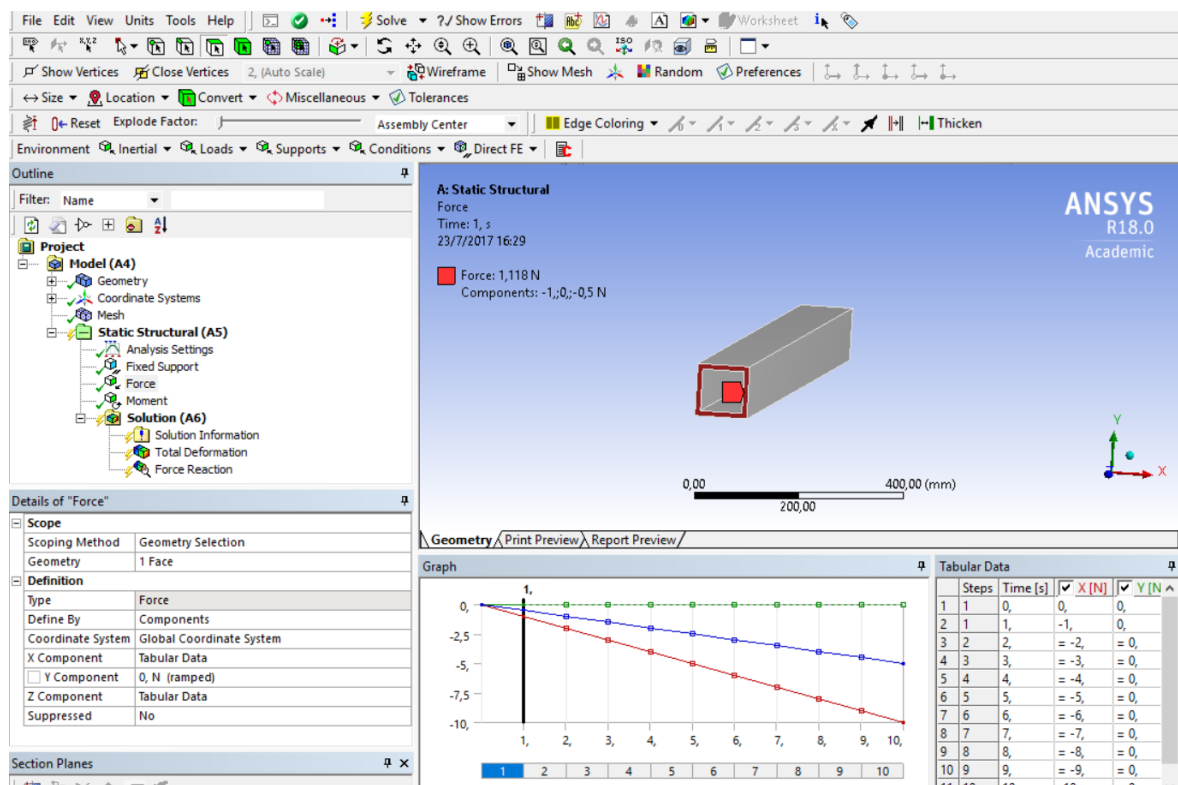 File Edit View Units Tools Help Solve ?/ Show Errors Worksheet
Show Vertices Close Vertices 2, (Auto Scale) Wireframe Show Mesh Random Preferences
Size Location Convert Miscellaneous Tolerances
Reset Explode Factor: Assembly Center Edge Coloring Thicken
Environment Inertial Loads Supports Conditions Direct FE
Outline
Filter: Name
Project
Model (A4)
Geometry
Coordinate Systems
Mesh
Static Structural (A5)
Analysis Settings
Fixed Support
Force
Moment
Solution (A6)
Solution Information
Total Deformation
Force Reaction
A: Static Structural
Force
Time: 1, s
23/7/2017 16:29
Force: 1,118 N
Components: -1,;0,;-0,5 N
ANSYS
R18.0
Academic
Y
X
0,00 400,00 (mm)
200,00
Geometry Print Preview Report Preview
Details of "Force"
Scope
Scoping Method Geometry Selection
Geometry 1 Face
Definition
Type Force
Define By Components
Coordinate System Global Coordinate System
X Component Tabular Data
Y Component 0, N (ramped)
Z Component Tabular Data
Suppressed No
Section Planes
Graph
1,
0,
-2,5
-5,
-7,5
-10,
1, 2, 3, 4, 5, 6, 7, 8, 9, 10,
1 2 3 4 5 6 7 8 9 10
Tabular Data
Steps Time [s] X [N] Y [N
1 1 0, 0, 0,
2 1 1, -1, 0,
3 2 2, = -2, = 0,
4 3 3, = -3, = 0,
5 4 4, = -4, = 0,
6 5 5, = -5, = 0,
7 6 6, = -6, = 0,
8 7 7, = -7, = 0,
9 8 8, = -8, = 0,
10 9 9, = -9, = 0,